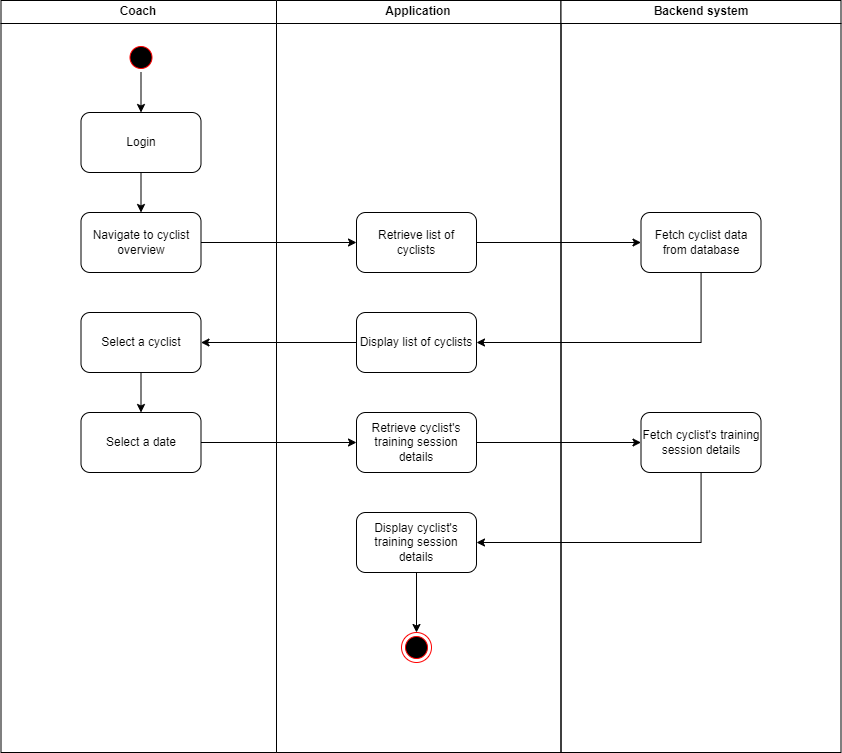 Coach
Application
Backend system
Login
Navigate to cyclist
overview
Retrieve list of
cyclists
Fetch cyclist data
from database
Select a cyclist
Display list of cyclists
Select a date
Retrieve cyclist's
training session
details
Fetch cyclist's training
session details
Display cyclist's
training session
details